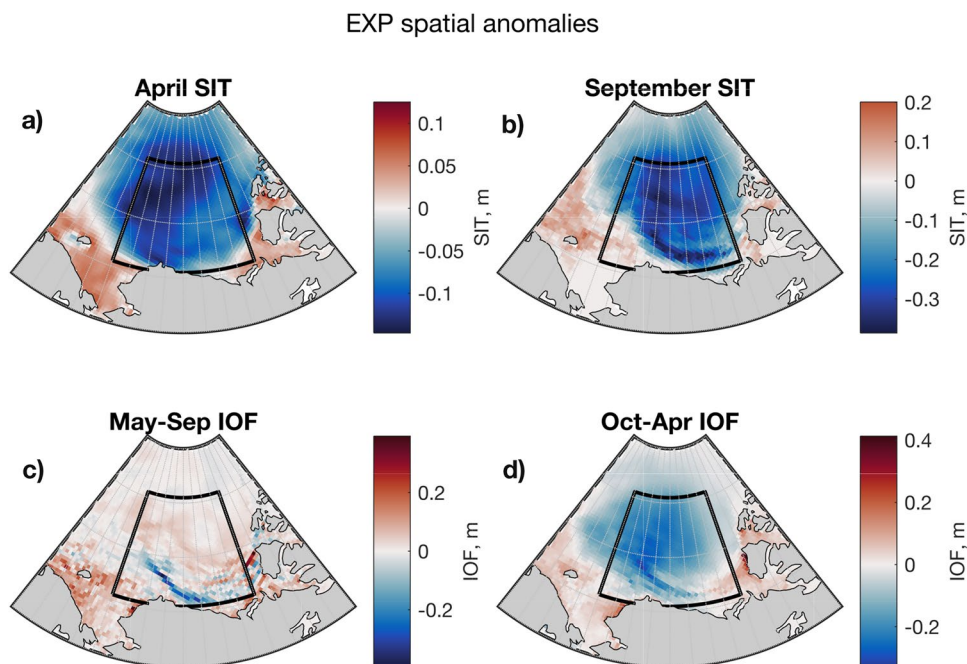 EXP spatial anomalies
April SIT
September SIT
a)
0.1
0.05
0
-0.05
-0.1
SIT, m
b)
0.2
0.1
0
-0.1
-0.2
-0.3
SIT, m
May-Sep IOF
Oct-Apr IOF
c)
0.2
0
-0.2
IOF, m
d)
0.4
0.2
0
-0.2
IOF, m